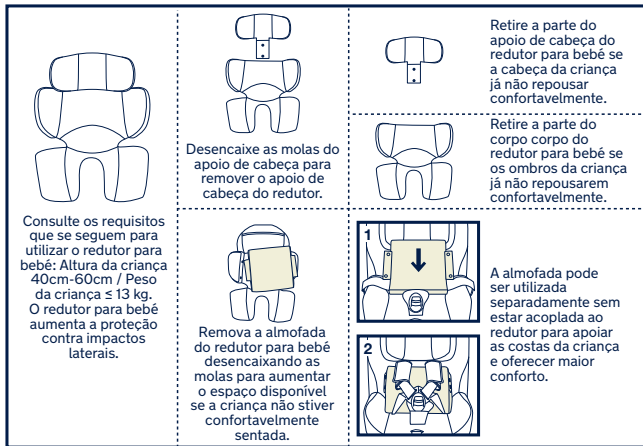 Consulte os requisitos
que se seguem para
utilizar o redutor para
bebé: Altura da criança
40cm-60cm / Peso
da criança ≤ 13 kg.
O redutor para bebé
aumenta a proteção
contra impactos
laterais.
Desencaixe as molas do
apoio de cabeça para
remover o apoio de
cabeça do redutor.
Retire a parte do
apoio de cabeça do
redutor para bebé se
a cabeça da criança
já não repousar
confortavelmente.
Retire a parte do
corpo corpo do
redutor para bebé se
os ombros da criança
já não repousarem
confortavelmente.
Remova a almofada
do redutor para bebé
desencaixando as
molas para aumentar
o espaço disponível
se a criança não stiver
confortavelmente
sentada.
1
2
A almofada pode
ser utilizada
separadamente sem
estar acoplada ao
redutor para apoiar
as costas da criança
e oferecer maior
conforto.